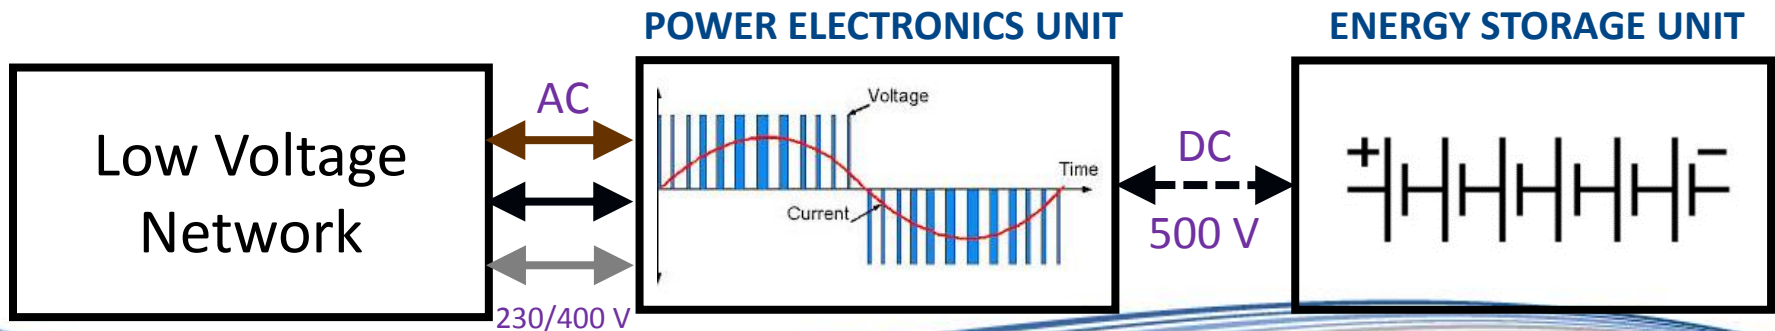 POWER ELECTRONICS UNIT
ENERGY STORAGE UNIT
Low Voltage
Network
AC
230/400 V
Voltage
Time
Current
DC
500 V
+
−